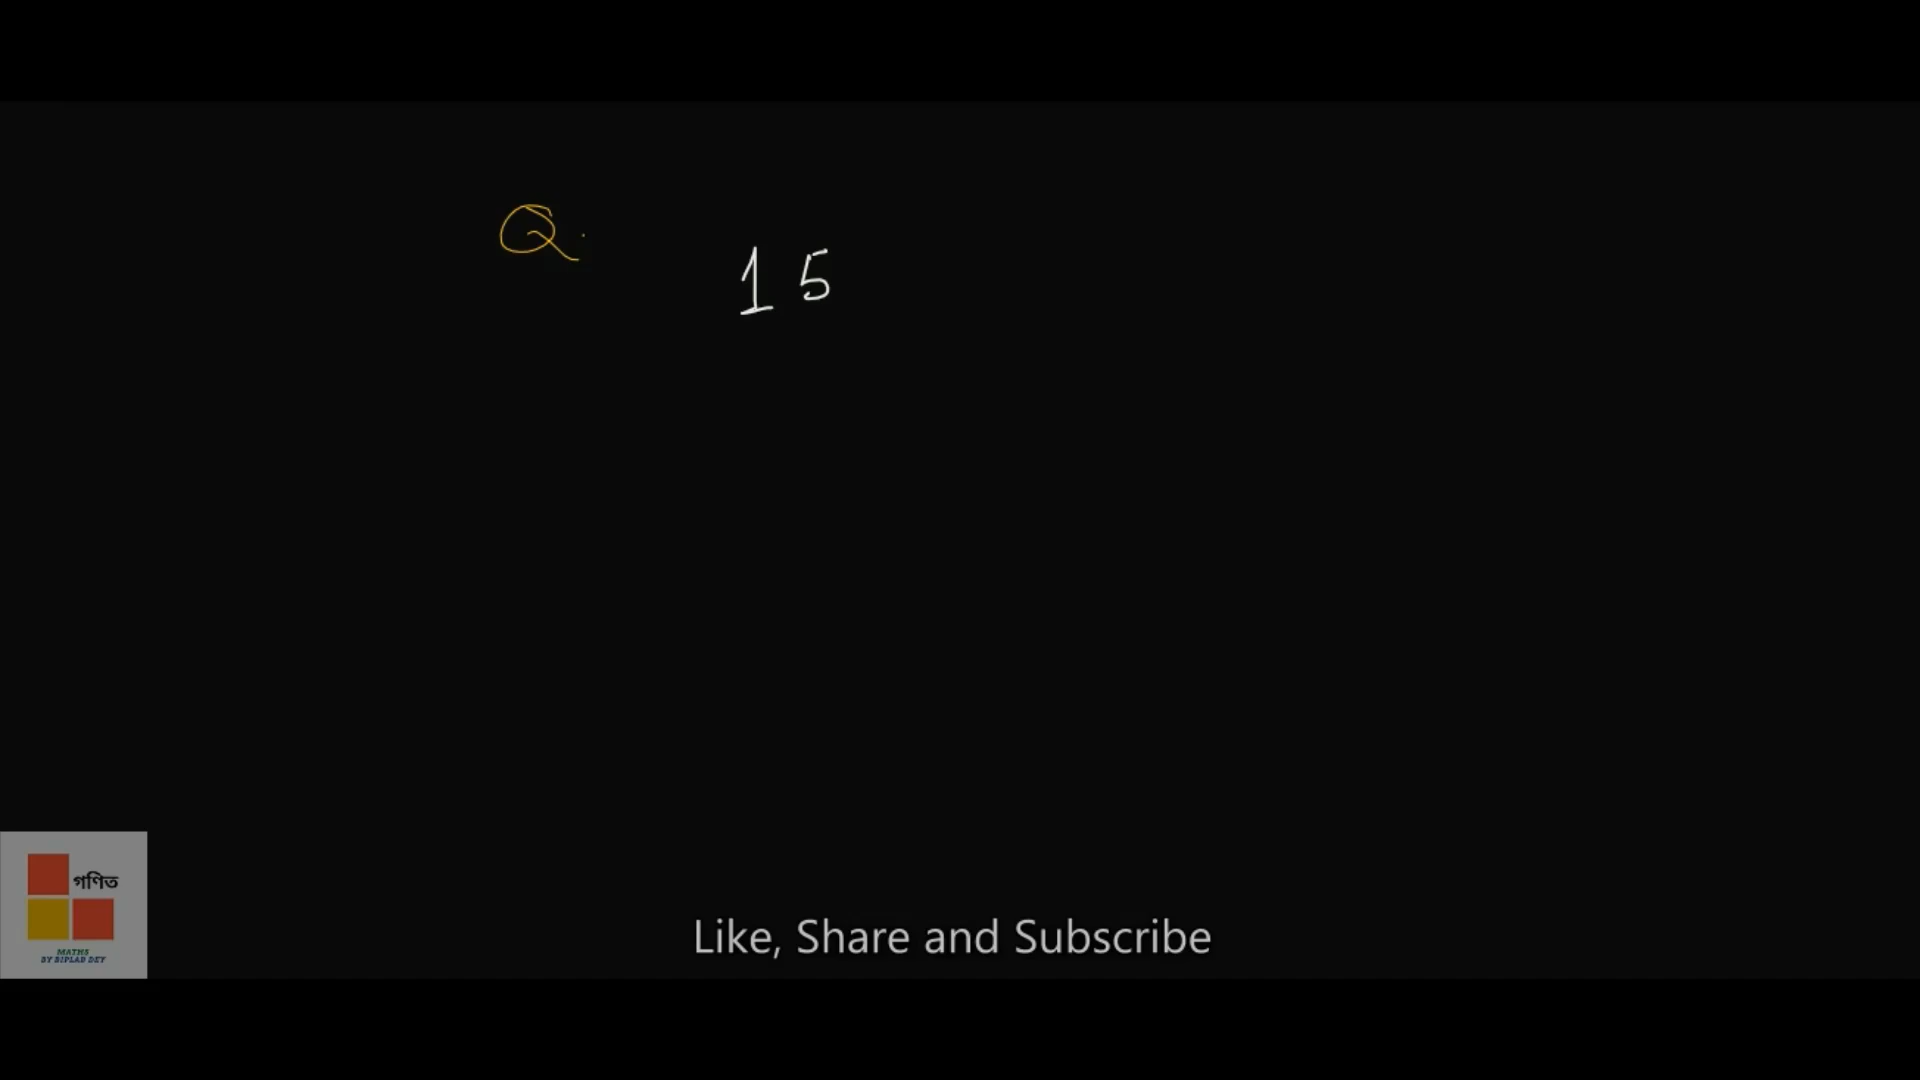 Q.
15
গণিত
MATHS
BY BIPLAB DEY
Like, Share and Subscribe